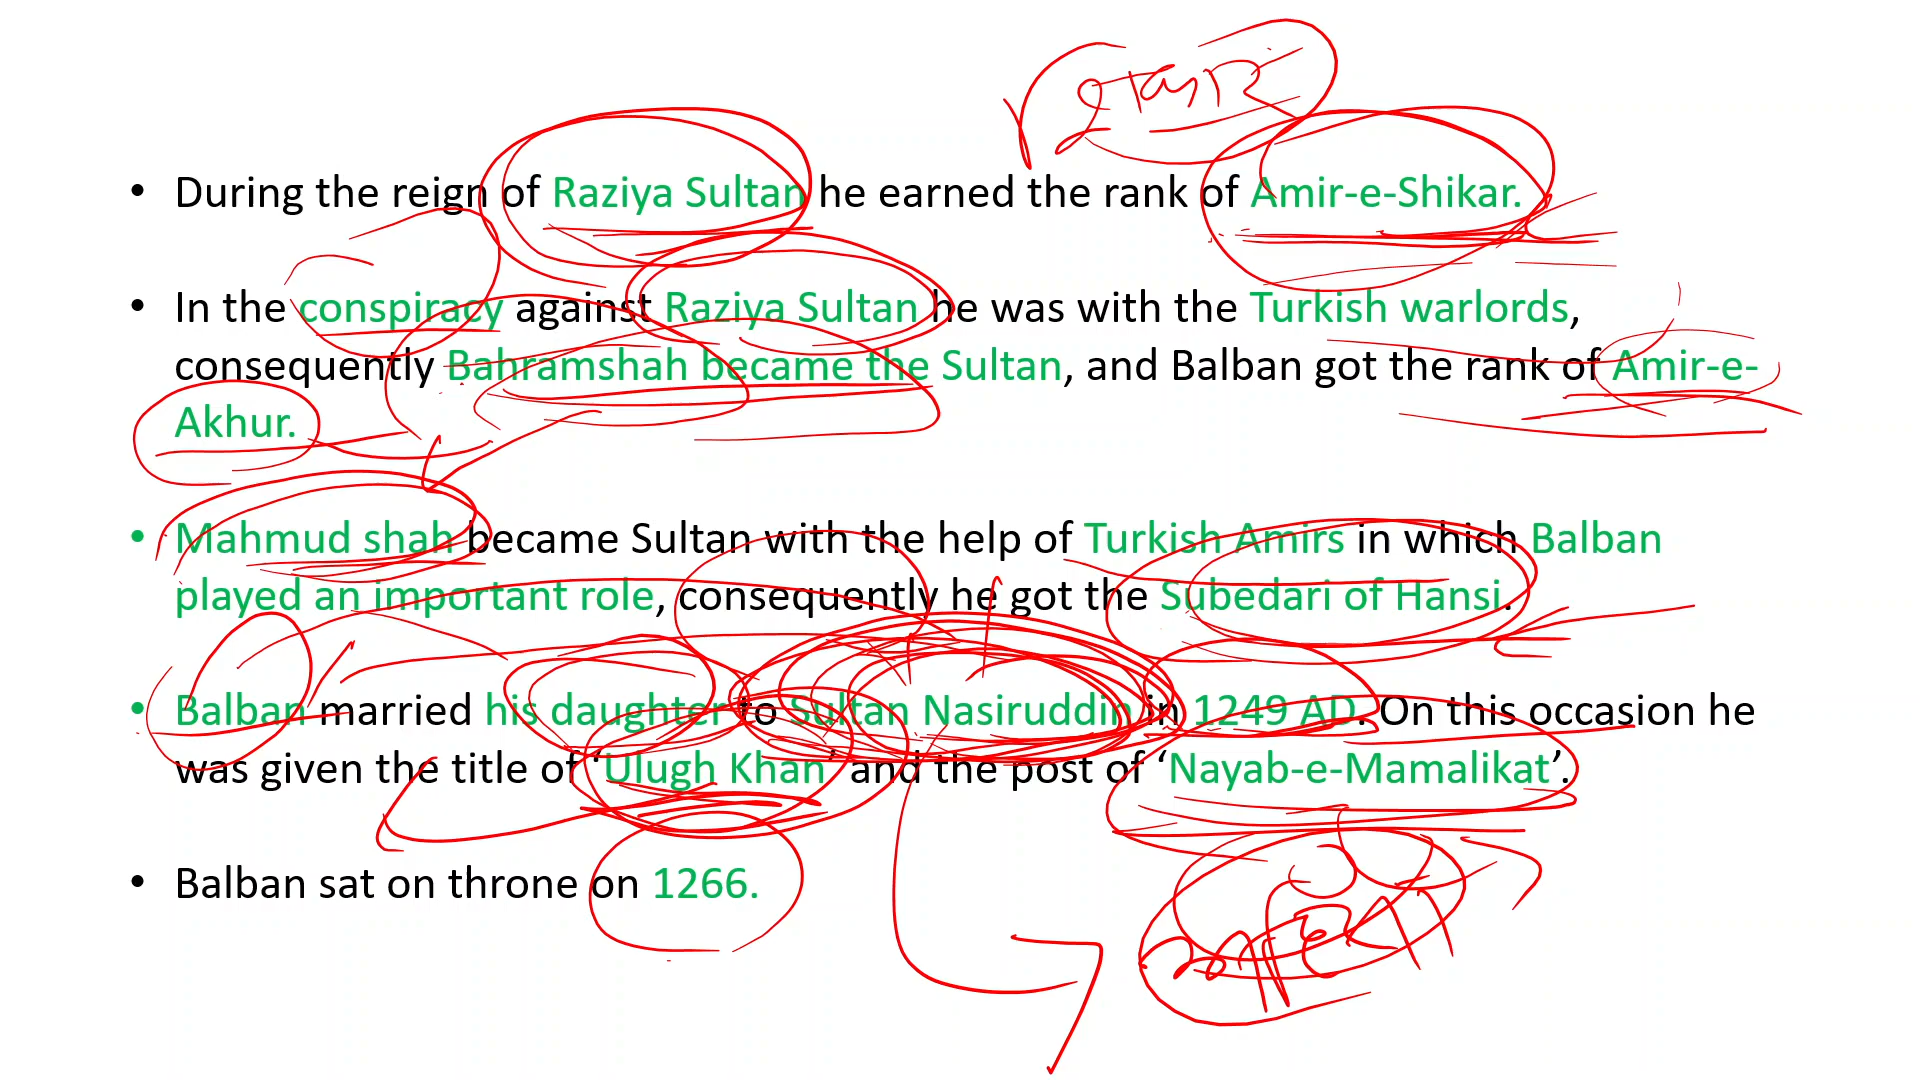 • During the reign of Raziya Sultan he earned the rank of Amir-e-Shikar.
• In the conspiracy against Raziya Sultan he was with the Turkish warlords,
consequently Bahramshah became the Sultan, and Balban got the rank of Amir-e-
Akhur.
• Mahmud shah became Sultan with the help of Turkish Amirs in which Balban
played an important role, consequently he got the Subedari of Hansi.
• Balban married his daughter to Sultan Nasiruddin in 1249 AD. On this occasion he
was given the title of ‘Ulugh Khan’ and the post of ‘Nayab-e-Mamalikat’.
• Balban sat on throne on 1266.